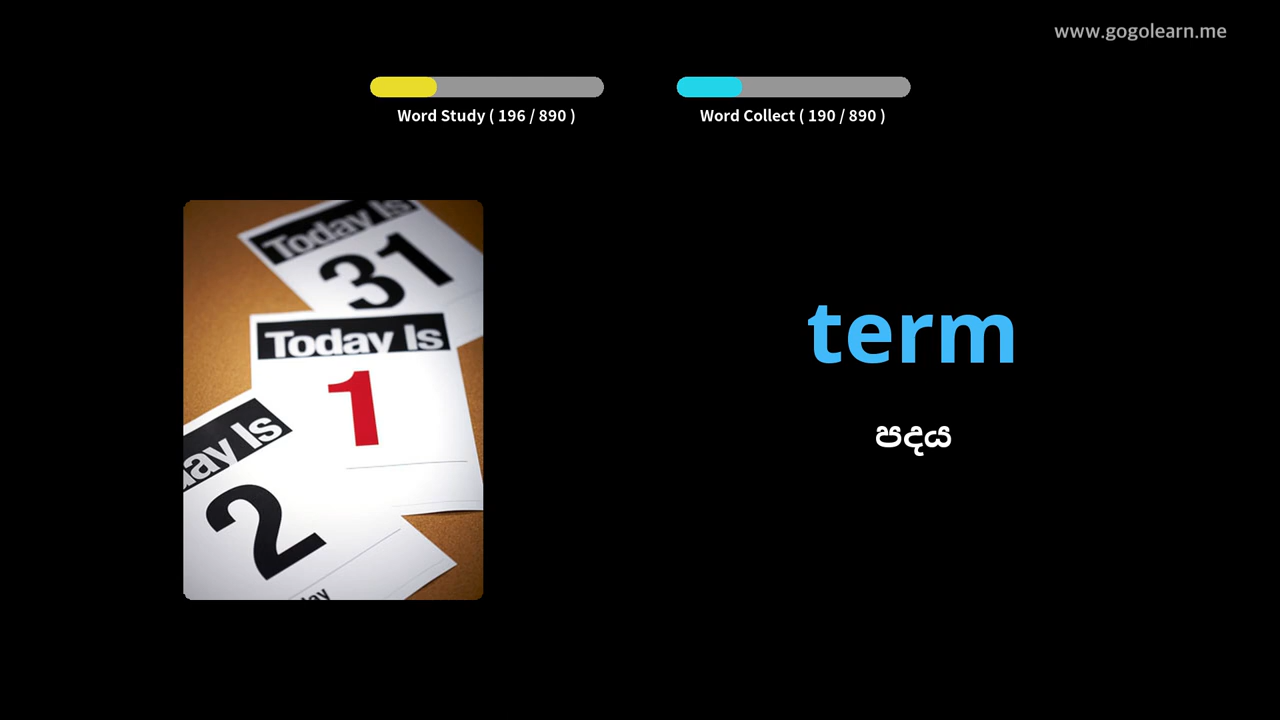 www.gogolearn.me
Word Study ( 196 / 890 )
Word Collect ( 190 / 890 )
Today Is
31
Today Is
1
ay Is
2
term
පදය